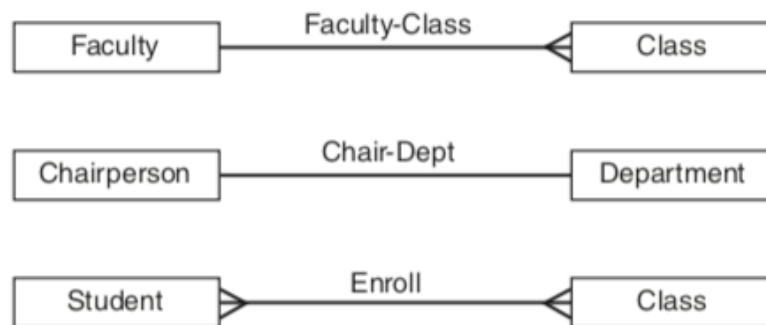 Faculty
Faculty-Class
Class
Chairperson
Chair-Dept
Department
Student
Enroll
Class